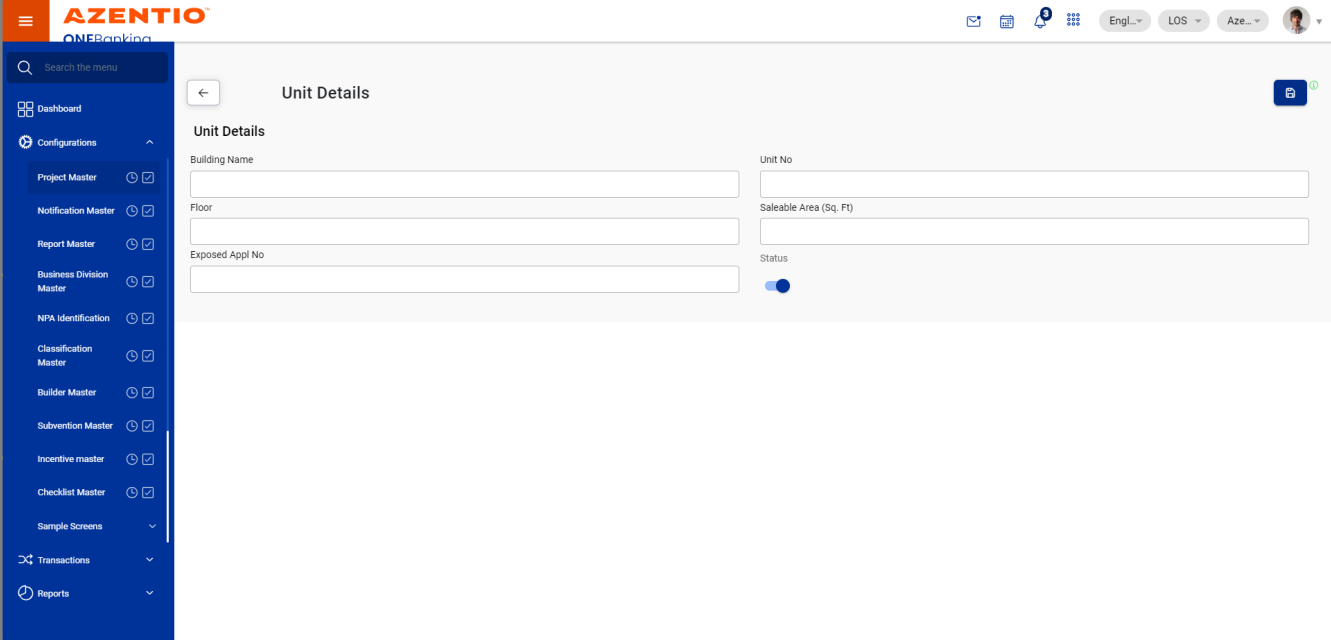 AZENTIO™
ONEBanking
3
Engl...
LOS
Aze...
Search the menu
Dashboard
Configurations
Project Master
Notification Master
Report Master
Business Division
Master
NPA Identification
Classification
Master
Builder Master
Subvention Master
Incentive master
Checklist Master
Sample Screens
Transactions
Reports
Unit Details
Unit Details
Building Name
Unit No
Floor
Saleable Area (Sq. Ft)
Exposed Appl No
Status